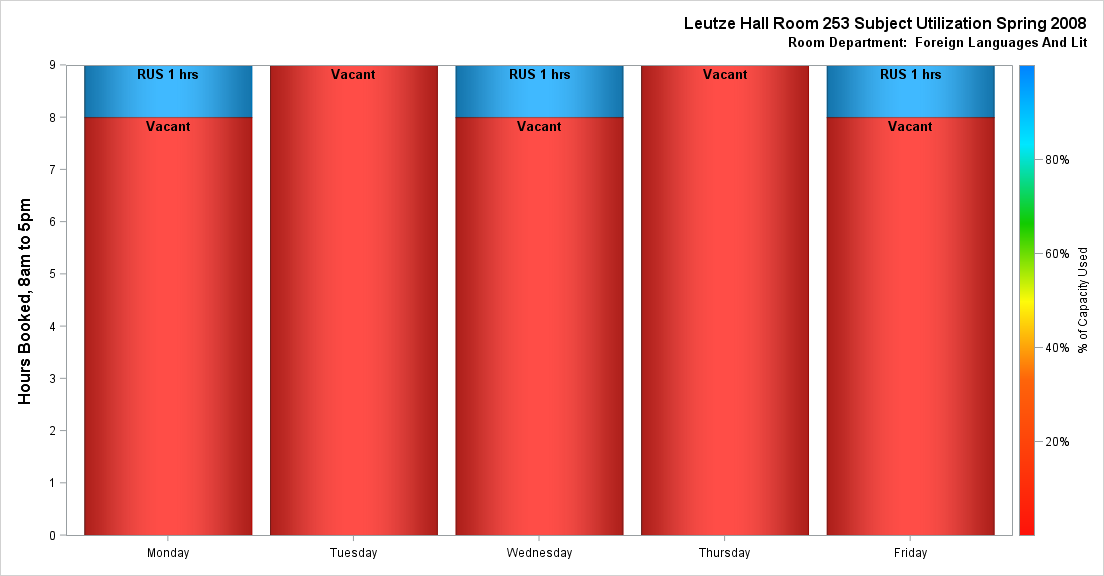 Leutze Hall Room 253 Subject Utilization Spring 2008
Room Department:  Foreign Languages And Lit
Hours Booked, 8am to 5pm
9
8
7
6
5
4
3
2
1
0
RUS 1 hrs
Vacant
Vacant
RUS 1 hrs
Vacant
Vacant
RUS 1 hrs
Vacant
Monday
Tuesday
Wednesday
Thursday
Friday
80%
60%
40%
20%
% of Capacity Used